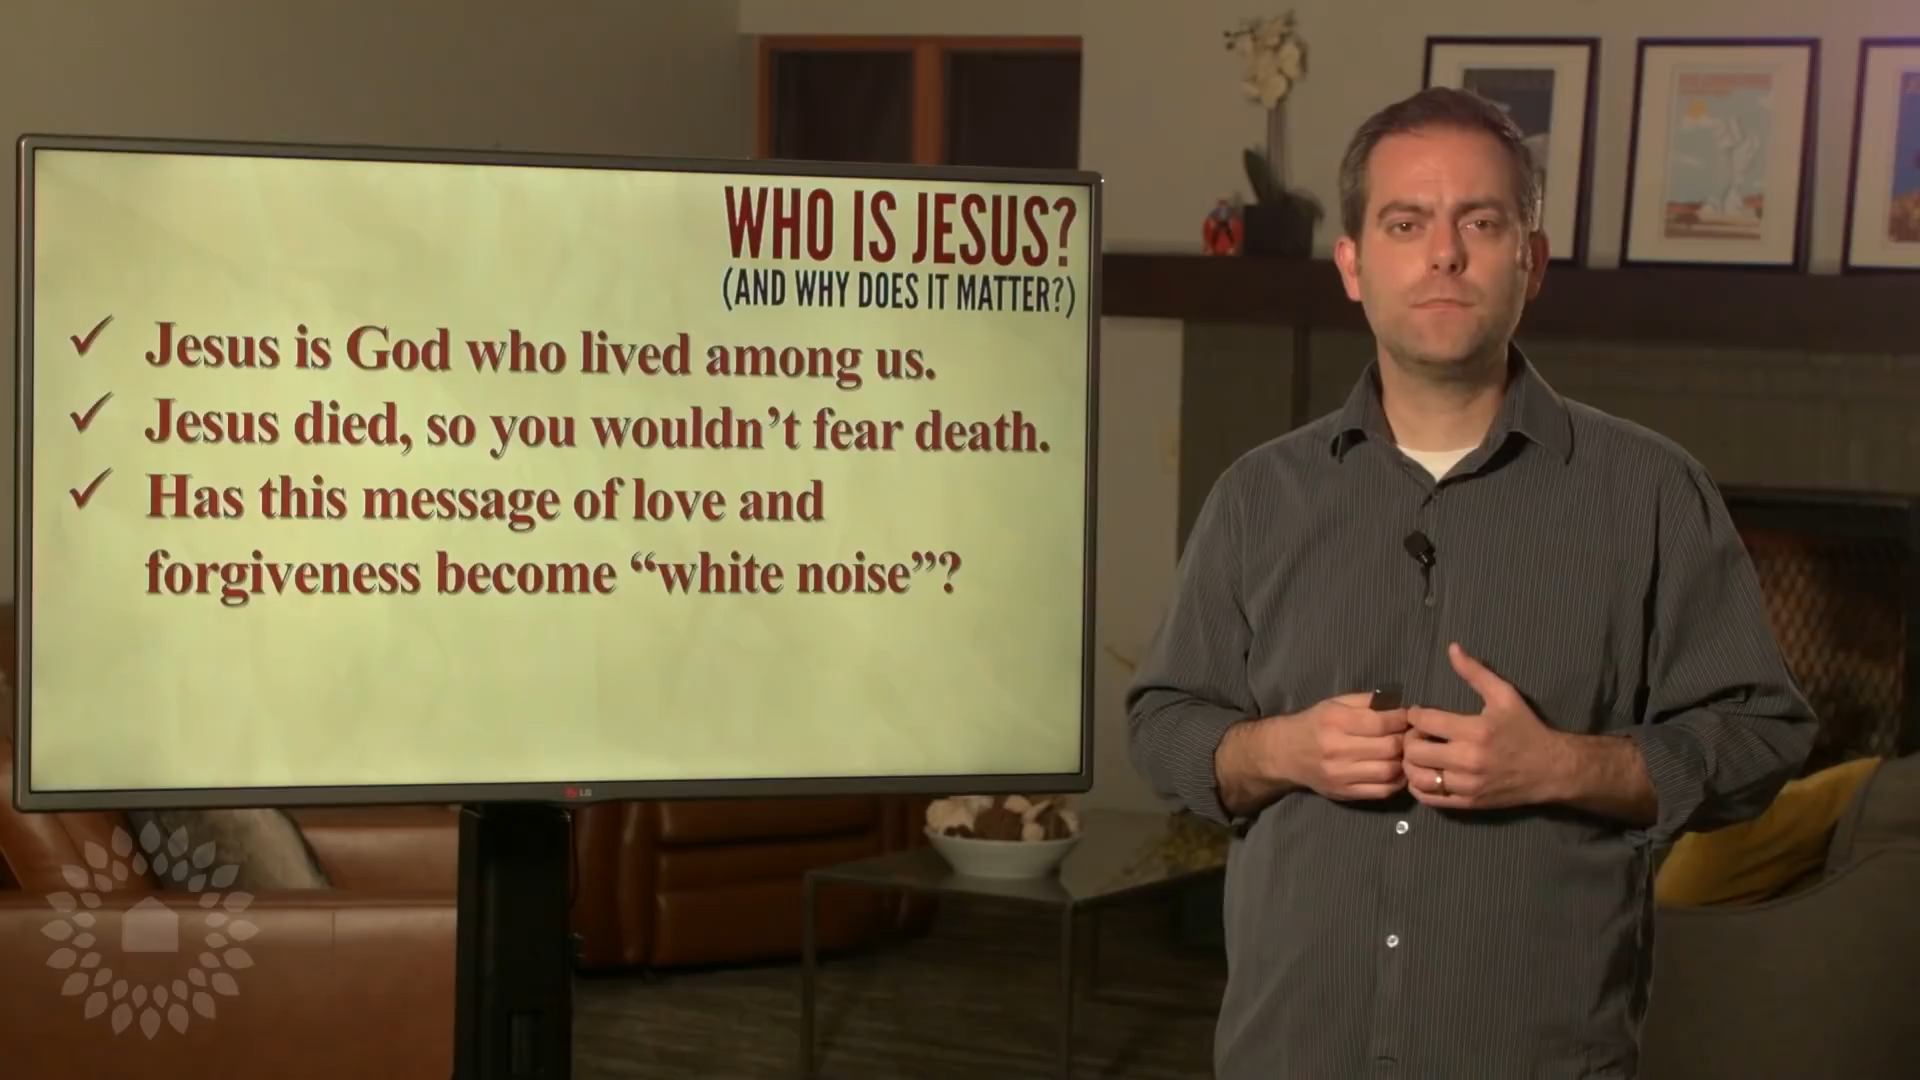 WHO IS JESUS?
(AND WHY DOES IT MATTER?)
✓ Jesus is God who lived among us.
✓ Jesus died, so you wouldn’t fear death.
✓ Has this message of love and
forgiveness become “white noise”?
LG